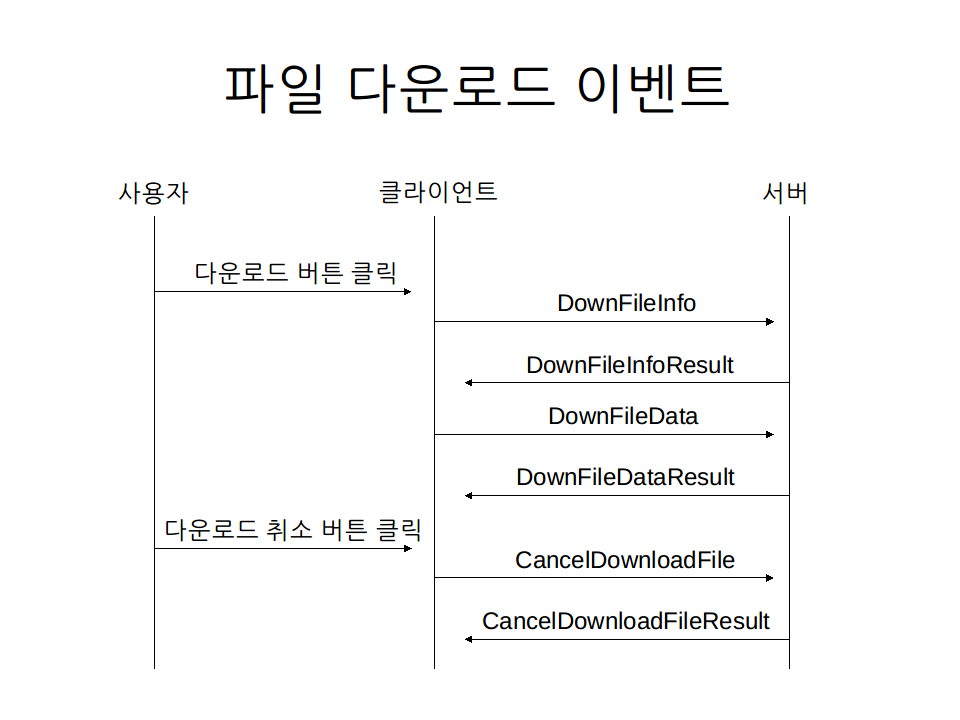 파일 다운로드 이벤트
사용자
클라이언트
서버
다운로드 버튼 클릭
DownFileInfo
DownFileInfoResult
DownFileData
DownFileDataResult
다운로드 취소 버튼 클릭
CancelDownloadFile
CancelDownloadFileResult